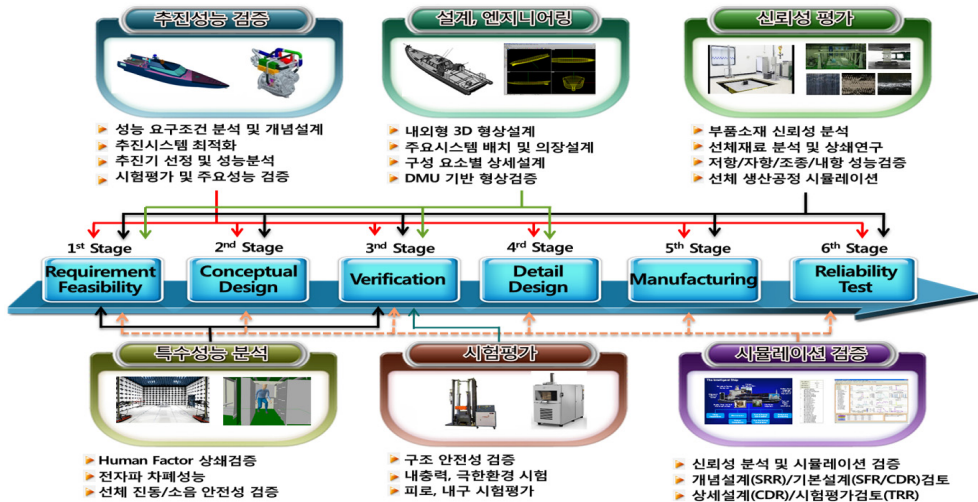 추진성능 검증
설계, 엔지니어링
신뢰성 평가
성능 요구조건 분석 및 개념설계
추진시스템 최적화
추진기 선정 및 성능분석
시험평가 및 주요성능 검증
내외형 3D 형상설계
주요시스템 배치 및 의장설계
구성 요소별 상세설계
DMU 기반 형상검증
부품소재 신뢰성 분석
선체재료 분석 및 상쇄연구
저항/자항/조종/내항 성능검증
선체 생산공정 시뮬레이션
1st Stage
2nd Stage
3nd Stage
4rd Stage
5th Stage
6th Stage
Requirement
Feasibility
Conceptual
Design
Verification
Detail
Design
Manufacturing
Reliability
Test
특수성능 분석
시험평가
시뮬레이션 검증
Human Factor 상쇄검증
전자파 차폐성능
선체 진동/소음 안전성 검증
구조 안전성 검증
내충력, 극한환경 시험
피로, 내구 시험평가
신뢰성 분석 및 시뮬레이션 검증
개념설계(SRR)/기본설계(SFR/CDR)검토
상세설계(CDR)/시험평가검토(TRR)